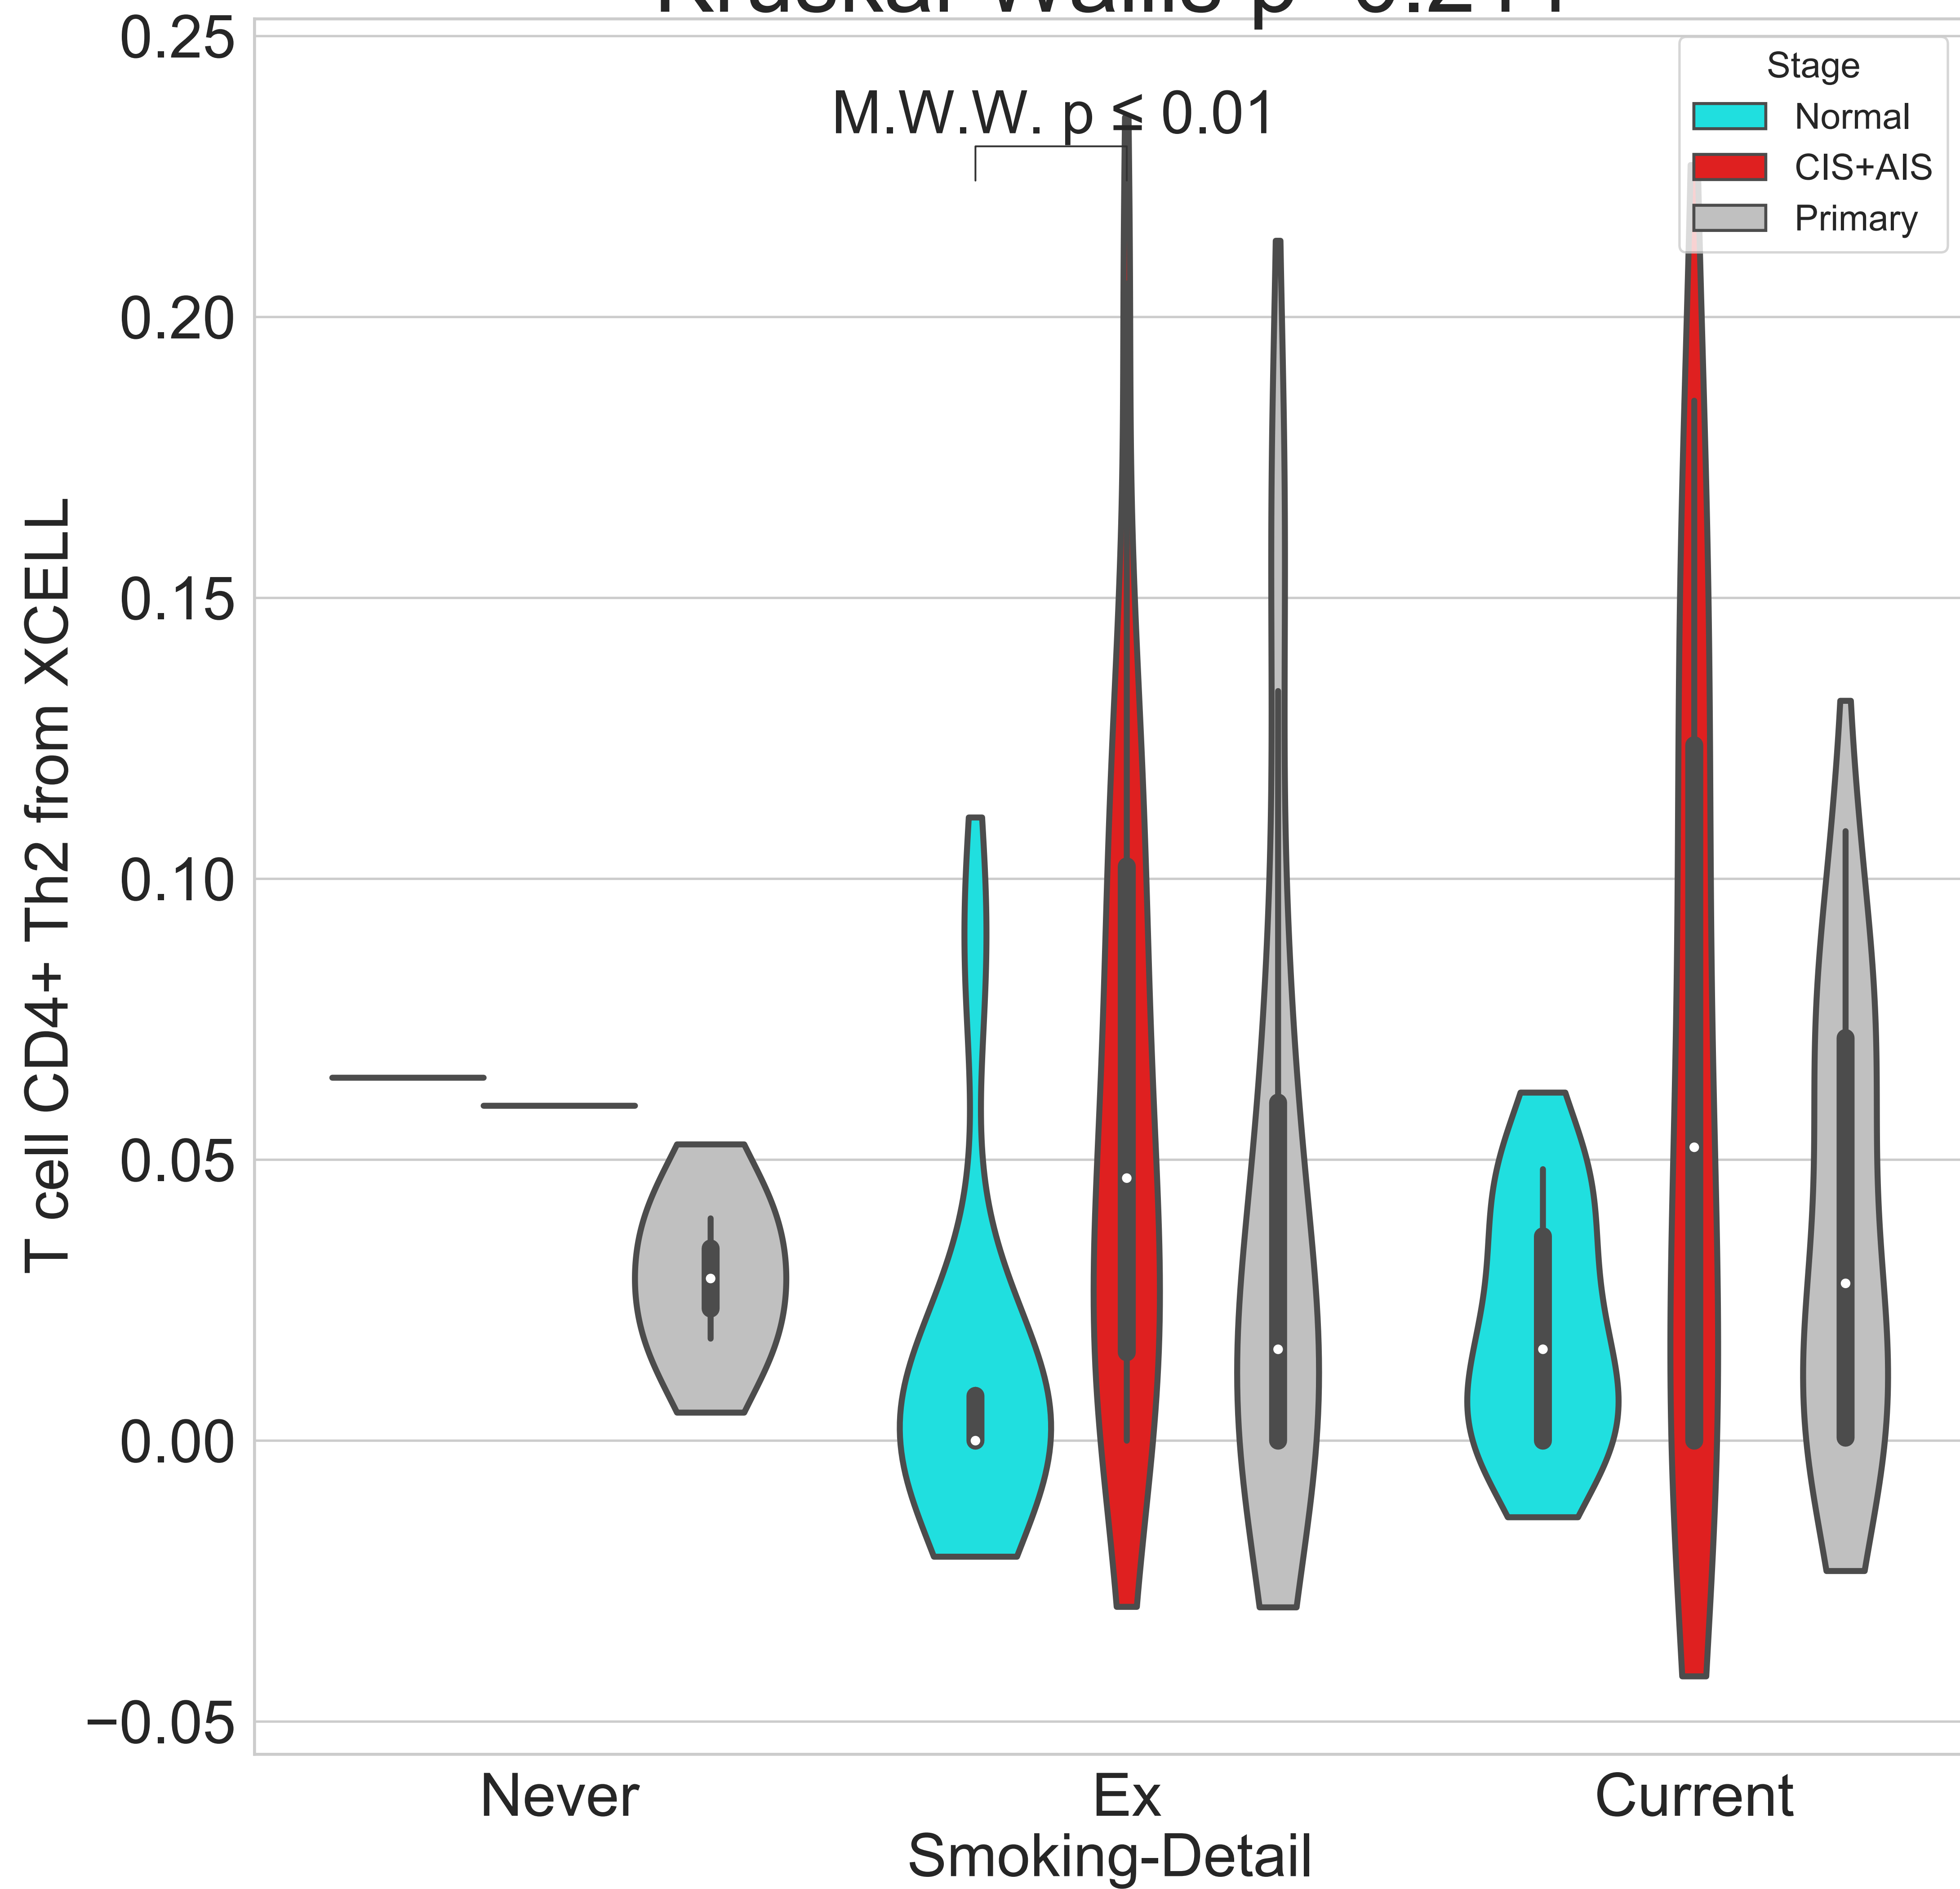 0.25
0.20
0.15
0.10
0.05
0.00
−0.05
T cell CD4+ Th2 from XCELL
M.W.W. p ≤ 0.01
Stage
Normal
CIS+AIS
Primary
Never
Ex
Current
Smoking-Detail